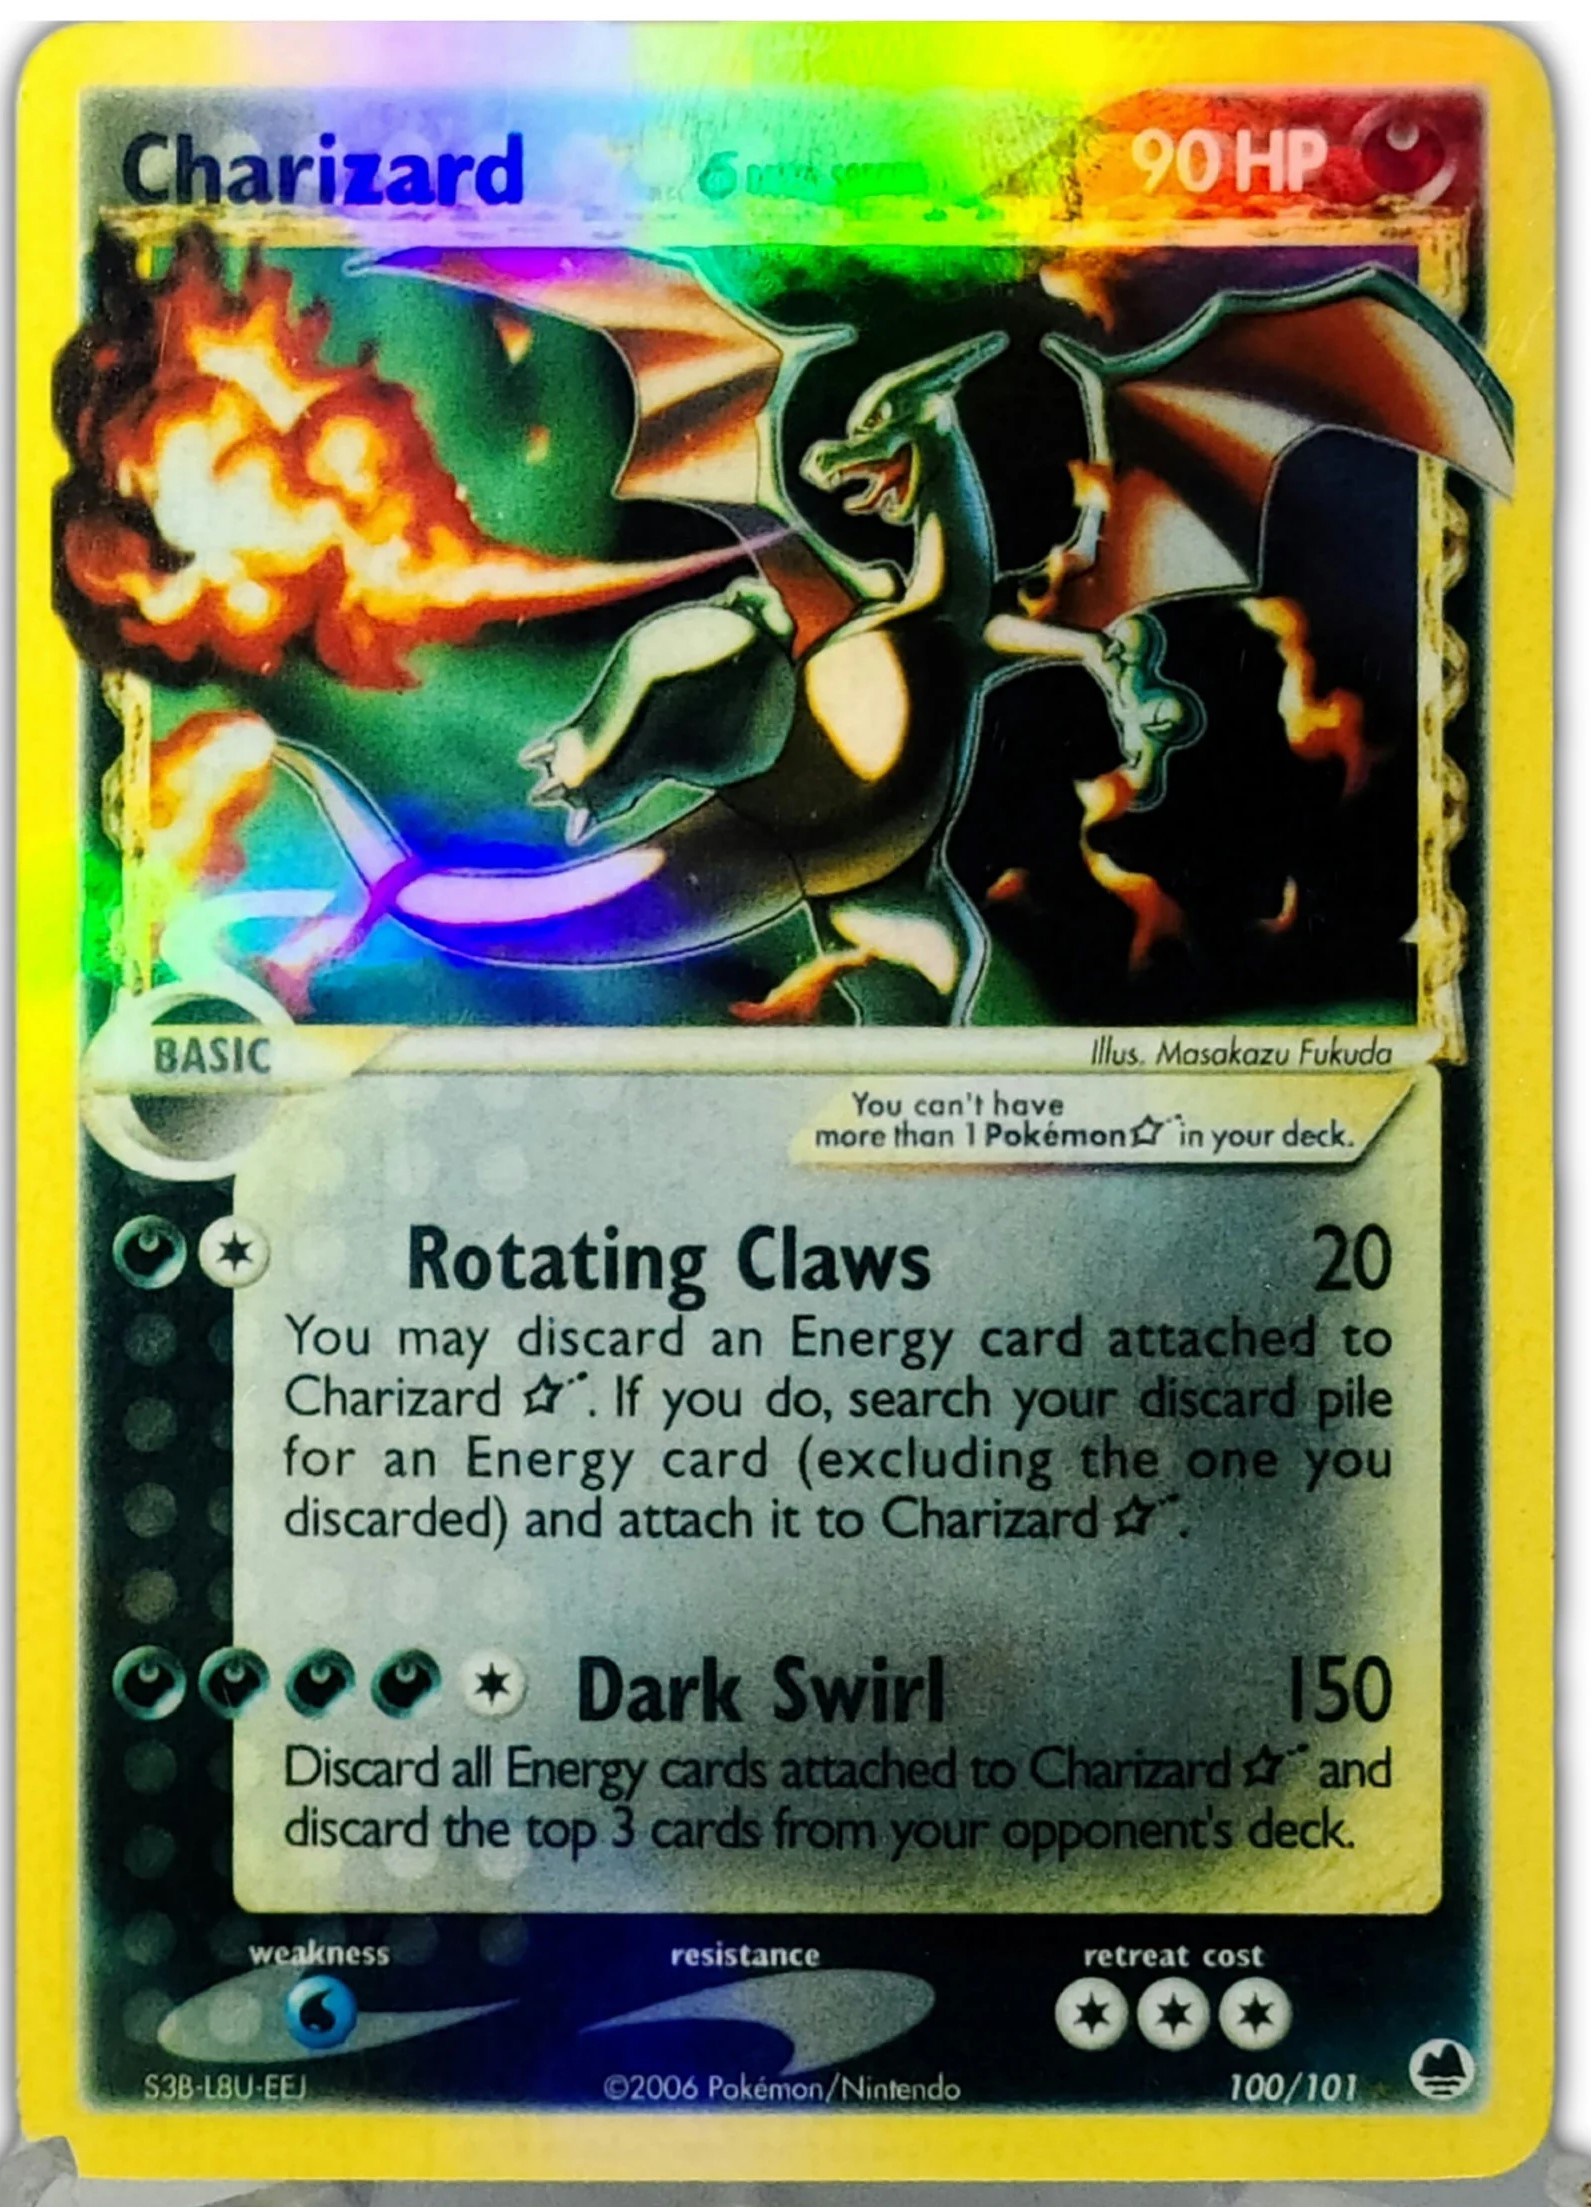 Charizard 90 HP
BASIC
Illus. Masakazu Fukuda
You can't have
more than 1 Pokémon☆ in your deck.
Rotating Claws 20
You may discard an Energy card attached to
Charizard ☆. If you do, search your discard pile
for an Energy card (excluding the one you
discarded) and attach it to Charizard ☆.
Dark Swirl 150
Discard all Energy cards attached to Charizard ☆ and
discard the top 3 cards from your opponent's deck.
weakness resistance retreat cost
S3B-L8U-EEJ ©2006 Pokémon/Nintendo 100/101